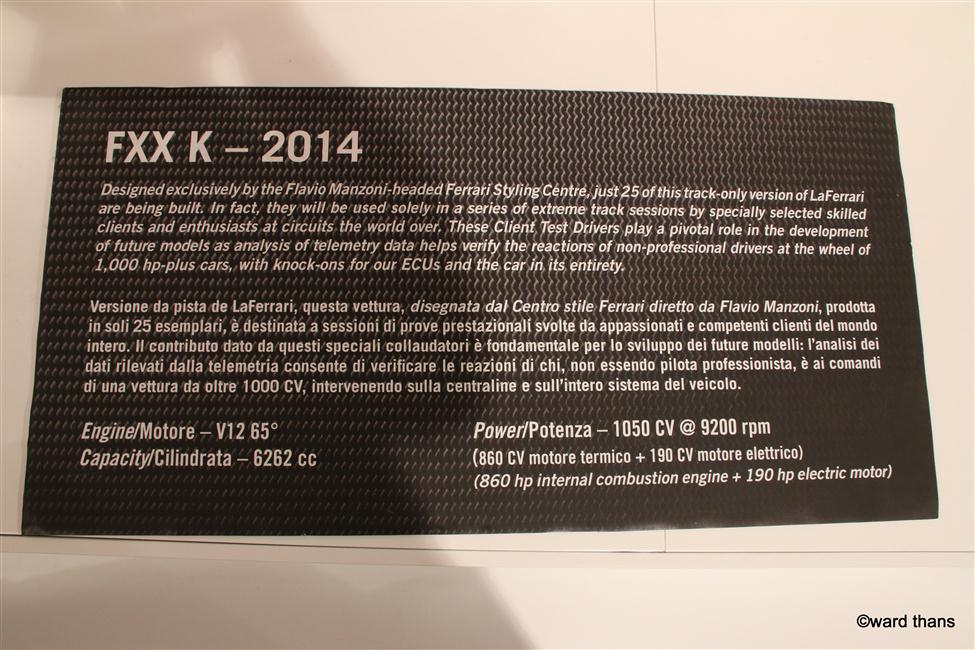 FXX K – 2014
Designed exclusively by the Flavio Manzoni-headed Ferrari Styling Centre, just 25 of this track-only version of LaFerrari
are being built. In fact, they will be used solely in a series of extreme track sessions by specially selected skilled
clients and enthusiasts at circuits the world over. These Client Test Drivers play a pivotal role in the development
of future models as analysis of telemetry data helps verify the reactions of non-professional drivers at the wheel of
1,000 hp-plus cars, with knock-ons for our ECUs and the car in its entirety.
Versione da pista de LaFerrari, questa vettura, disegnata dal Centro stile Ferrari diretto da Flavio Manzoni, prodotta
in soli 25 esemplari, è destinata a sessioni di prove prestazionali svolte da appassionati e competenti clienti del mondo
intero. Il contributo dato da questi speciali collaudatori è fondamentale per lo sviluppo dei future modelli: l'analisi dei
dati rilevati dalla telemetria consente di verificare le reazioni di chi, non essendo pilota professionista, è ai comandi
di una vettura da oltre 1000 CV, intervenendo sulla centraline e sull'intero sistema del veicolo.
Engine/Motore – V12 65°
Capacity/Cilindrata – 6262 cc
Power/Potenza – 1050 CV @ 9200 rpm
(860 CV motore termico + 190 CV motore elettrico)
(860 hp internal combustion engine + 190 hp electric motor)
©ward thans